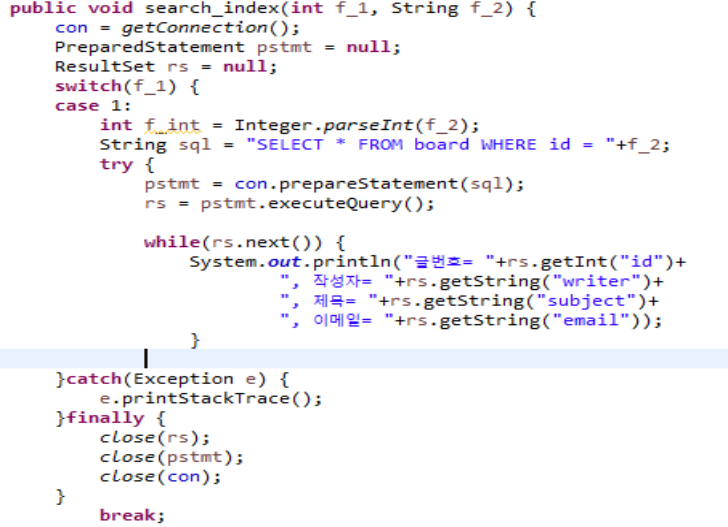 public void search_index(int f_1, String f_2) {
con = getConnection();
PreparedStatement pstmt = null;
ResultSet rs = null;
switch(f_1) {
case 1:
int f_int = Integer.parseInt(f_2);
String sql = "SELECT * FROM board WHERE id = "+f_2;
try {
pstmt = con.prepareStatement(sql);
rs = pstmt.executeQuery();
while(rs.next()) {
System.out.println("글번호= "+rs.getInt("id")+
", 작성자= "+rs.getString("writer")+
", 제목= "+rs.getString("subject")+
", 이메일= "+rs.getString("email"));
}
}catch(Exception e) {
e.printStackTrace();
}finally {
close(rs);
close(pstmt);
close(con);
}
break;